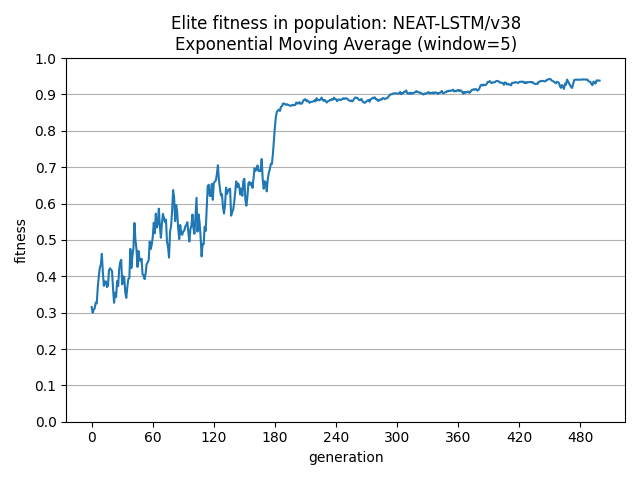 Elite fitness in population: NEAT-LSTM/v38
Exponential Moving Average (window=5)
1.0
0.9
0.8
0.7
0.6
0.5
0.4
0.3
0.2
0.1
0.0
fitness
0 60 120 180 240 300 360 420 480
generation